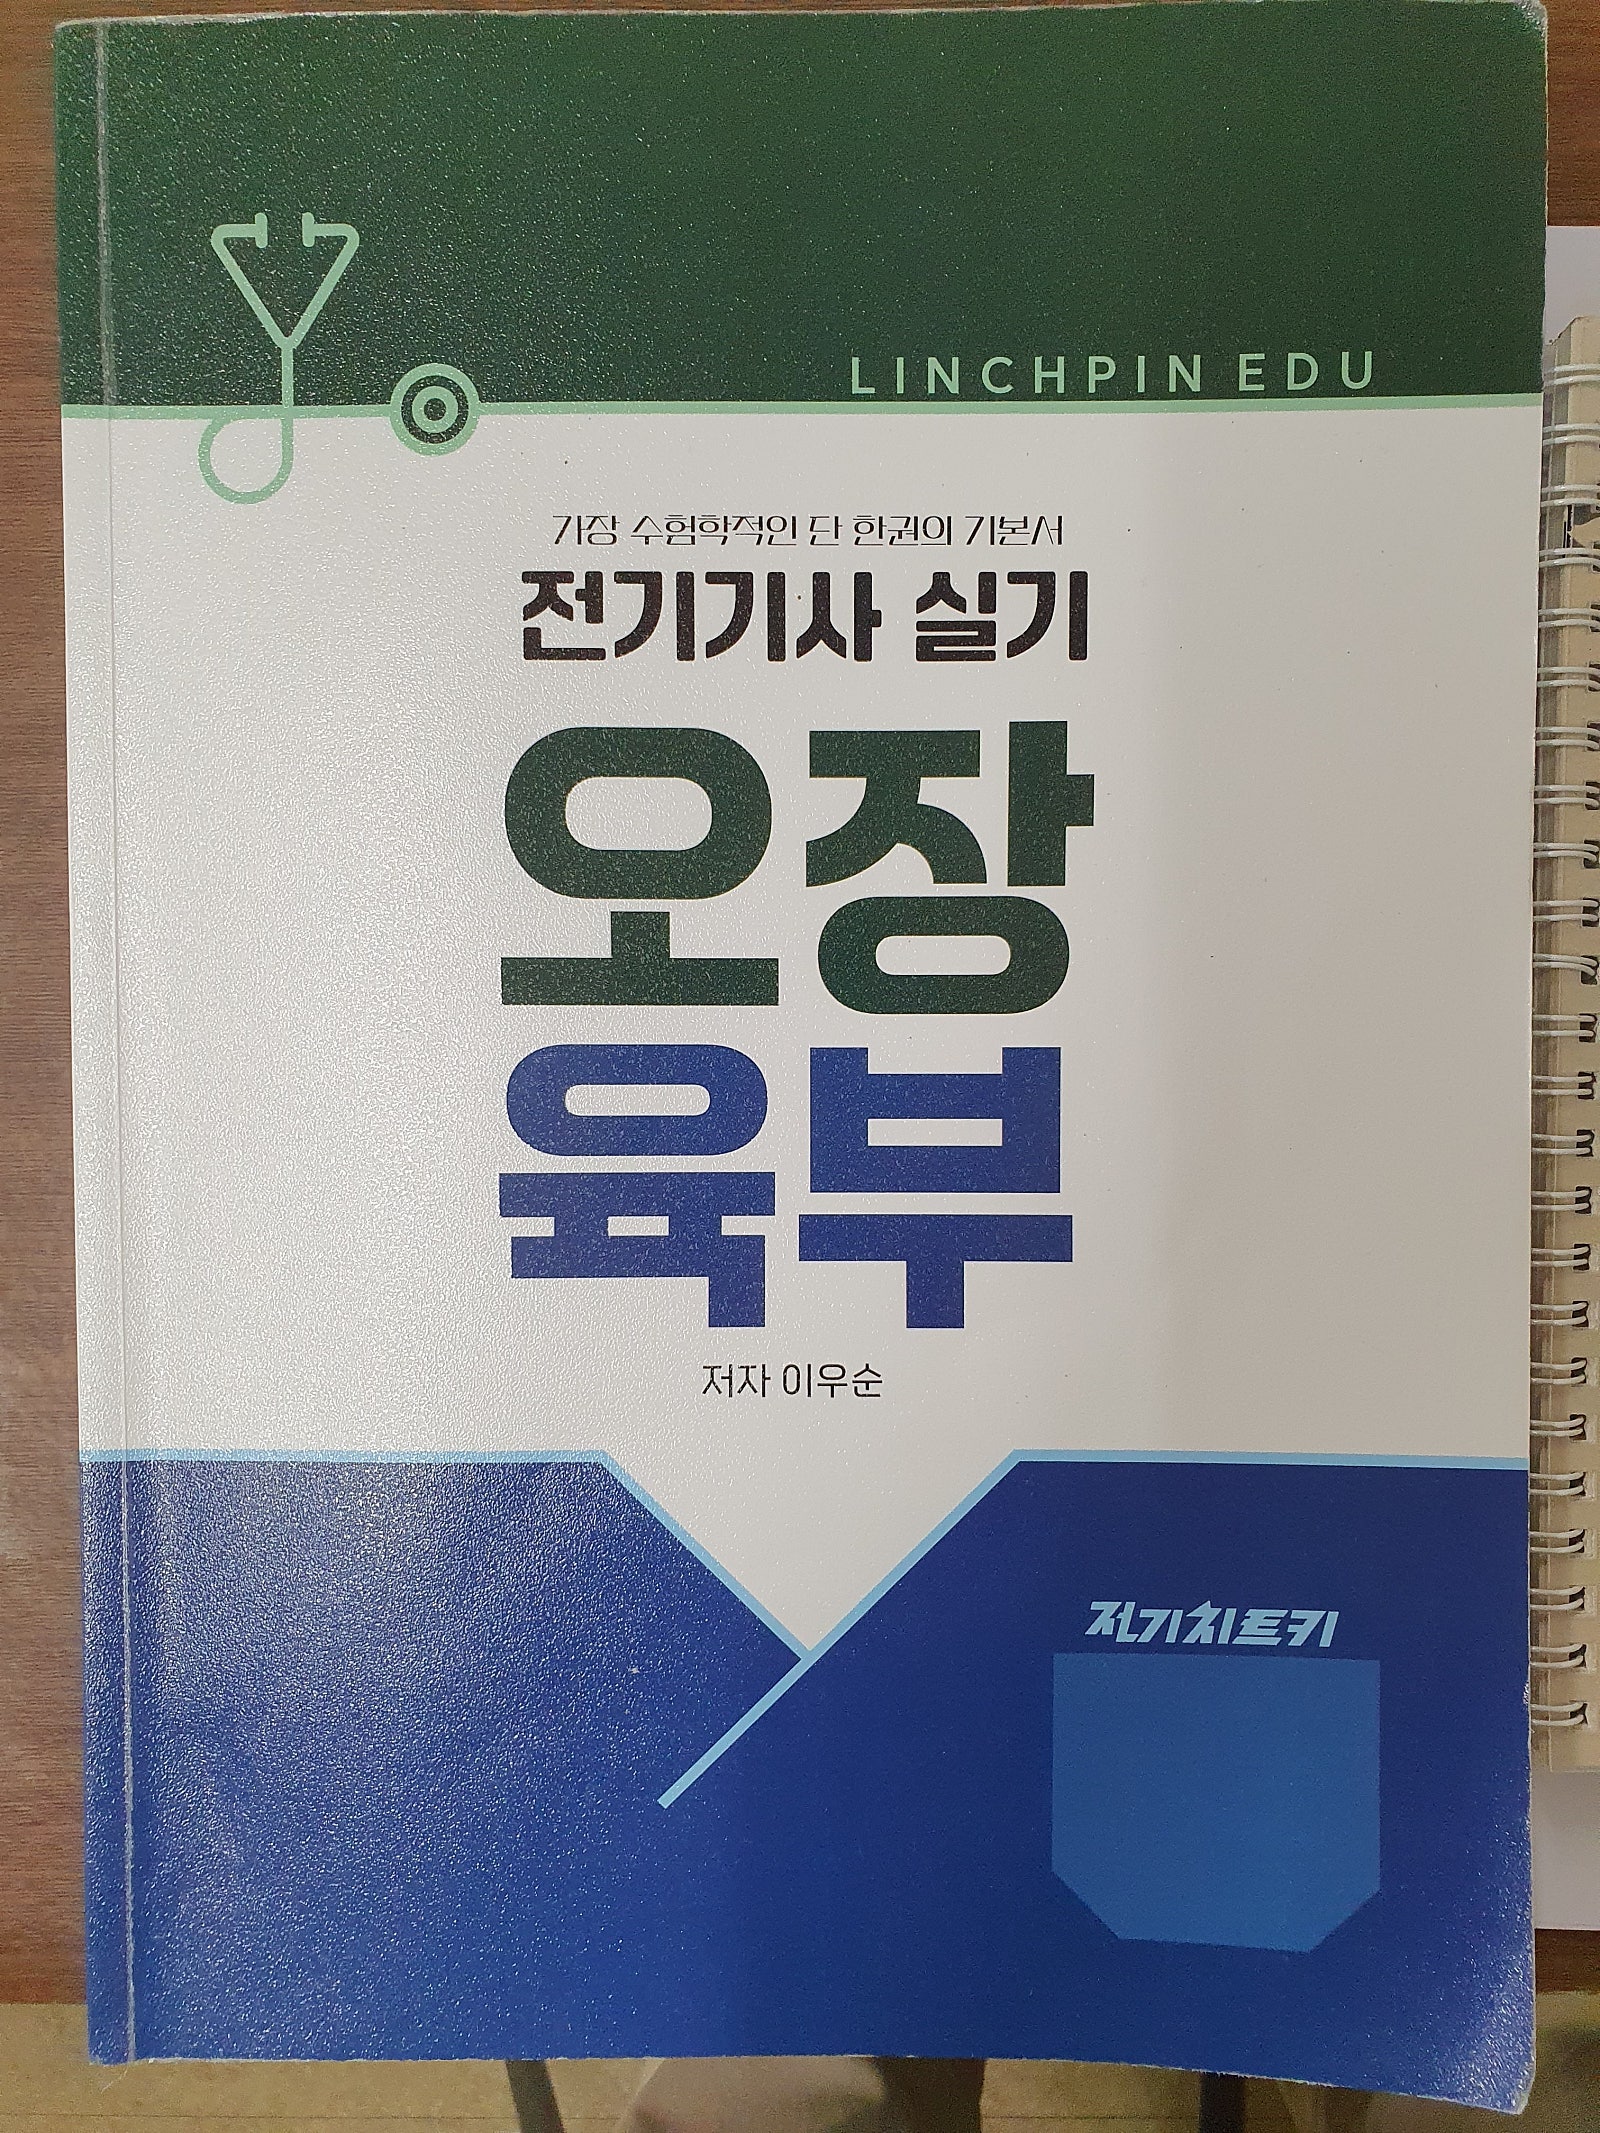 LINCHPIN EDU
가장 수험학적인 단 한권의 기본서
전기기사 실기
오장
육부
저자 이우순
전기치트키